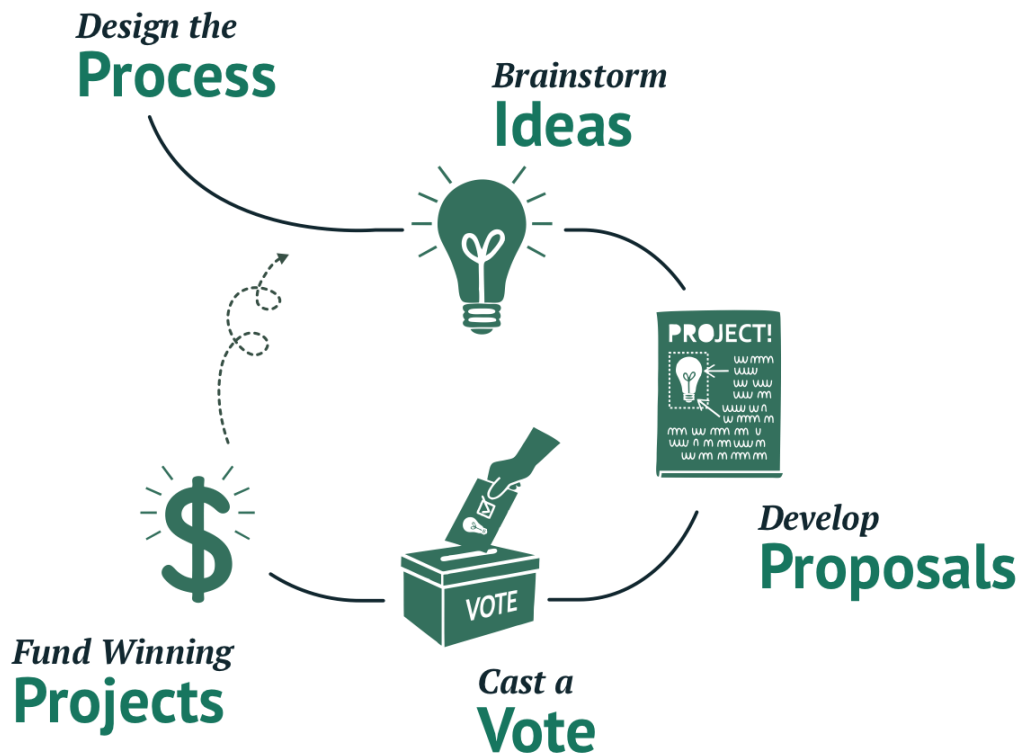 Design the
Process
Brainstorm
Ideas
PROJECT!
Develop
Proposals
VOTE
Cast a
Vote
Fund Winning
Projects